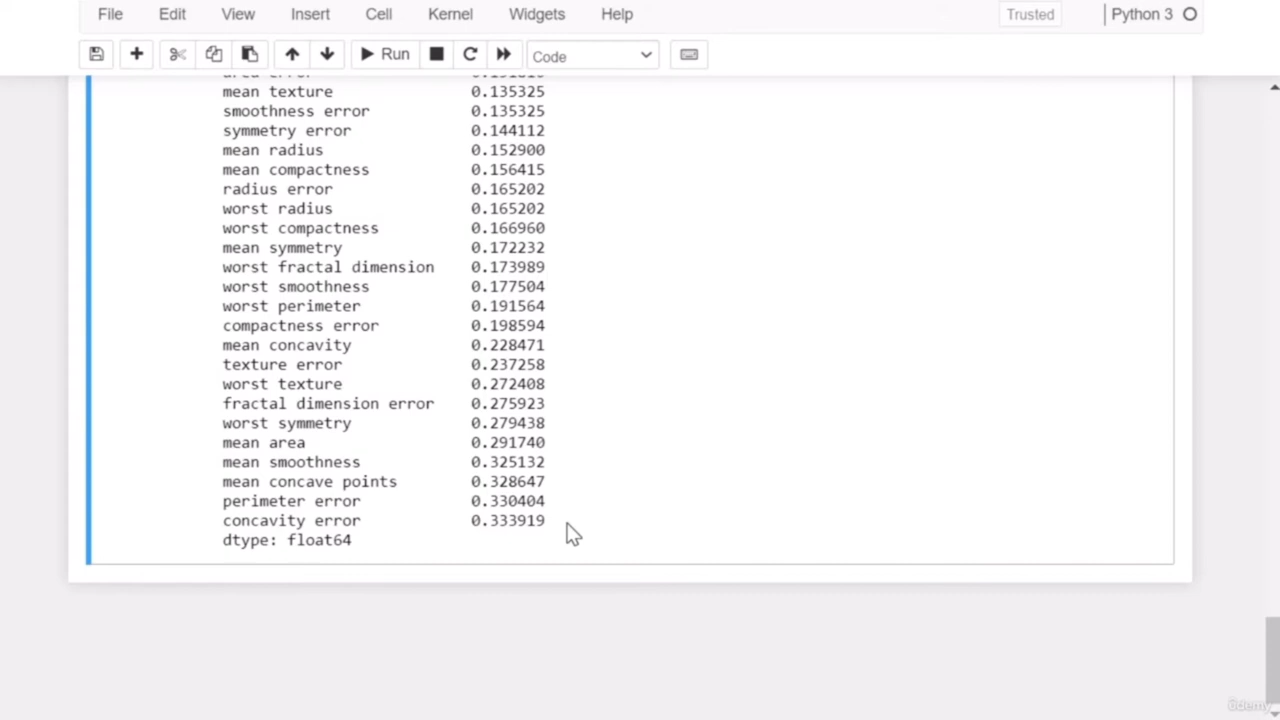 File Edit View Insert Cell Kernel Widgets Help Trusted Python 3
Run Code
mean texture 0.135325
smoothness error 0.135325
symmetry error 0.144112
mean radius 0.152900
mean compactness 0.156415
radius error 0.165202
worst radius 0.165202
worst compactness 0.166960
mean symmetry 0.172232
worst fractal dimension 0.173989
worst smoothness 0.177504
worst perimeter 0.191564
compactness error 0.198594
mean concavity 0.228471
texture error 0.237258
worst texture 0.272408
fractal dimension error 0.275923
worst symmetry 0.279438
mean area 0.291740
mean smoothness 0.325132
mean concave points 0.328647
perimeter error 0.330404
concavity error 0.333919
dtype: float64
ûdemy